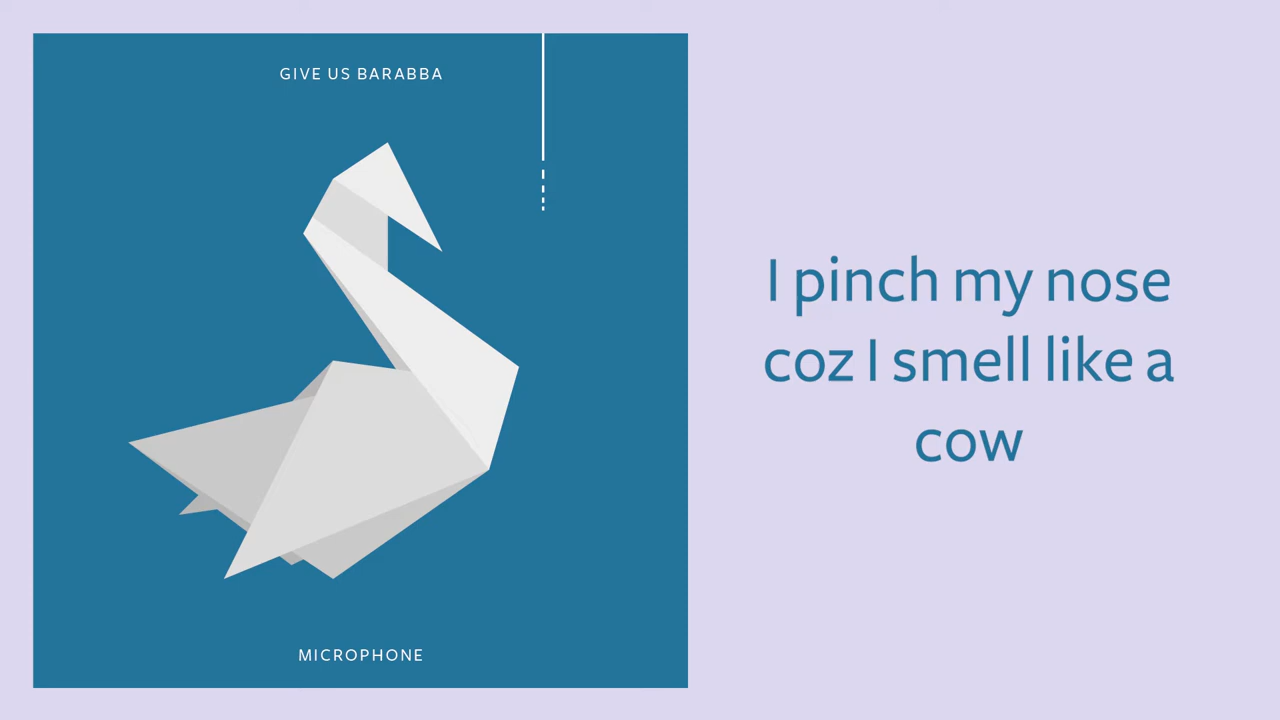 GIVE US BARABBA
MICROPHONE
I pinch my nose
coz I smell like a
cow